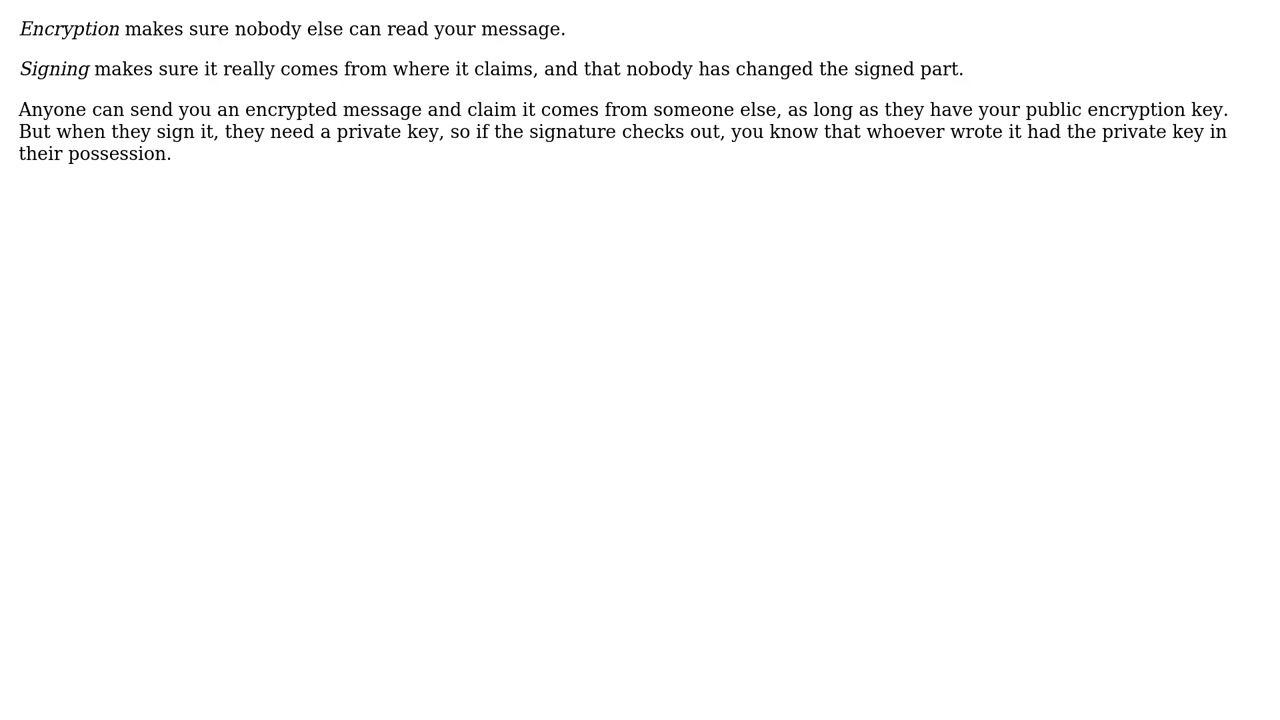 Encryption makes sure nobody else can read your message.
Signing makes sure it really comes from where it claims, and that nobody has changed the signed part.
Anyone can send you an encrypted message and claim it comes from someone else, as long as they have your public encryption key.
But when they sign it, they need a private key, so if the signature checks out, you know that whoever wrote it had the private key in
their possession.